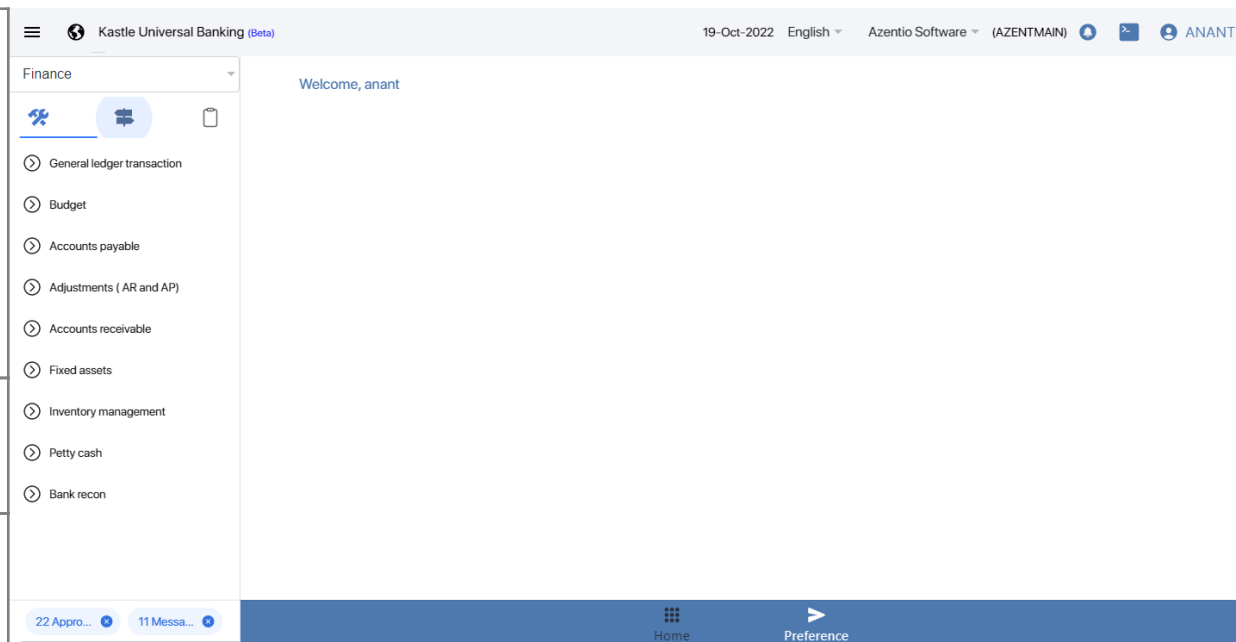 Kastle Universal Banking (Beta)
19-Oct-2022 English Azentio Software (AZENTMAIN) ANANT
Finance
Welcome, anant
General ledger transaction
Budget
Accounts payable
Adjustments ( AR and AP)
Accounts receivable
Fixed assets
Inventory management
Petty cash
Bank recon
22 Appro... 11 Messa...
Home Preference